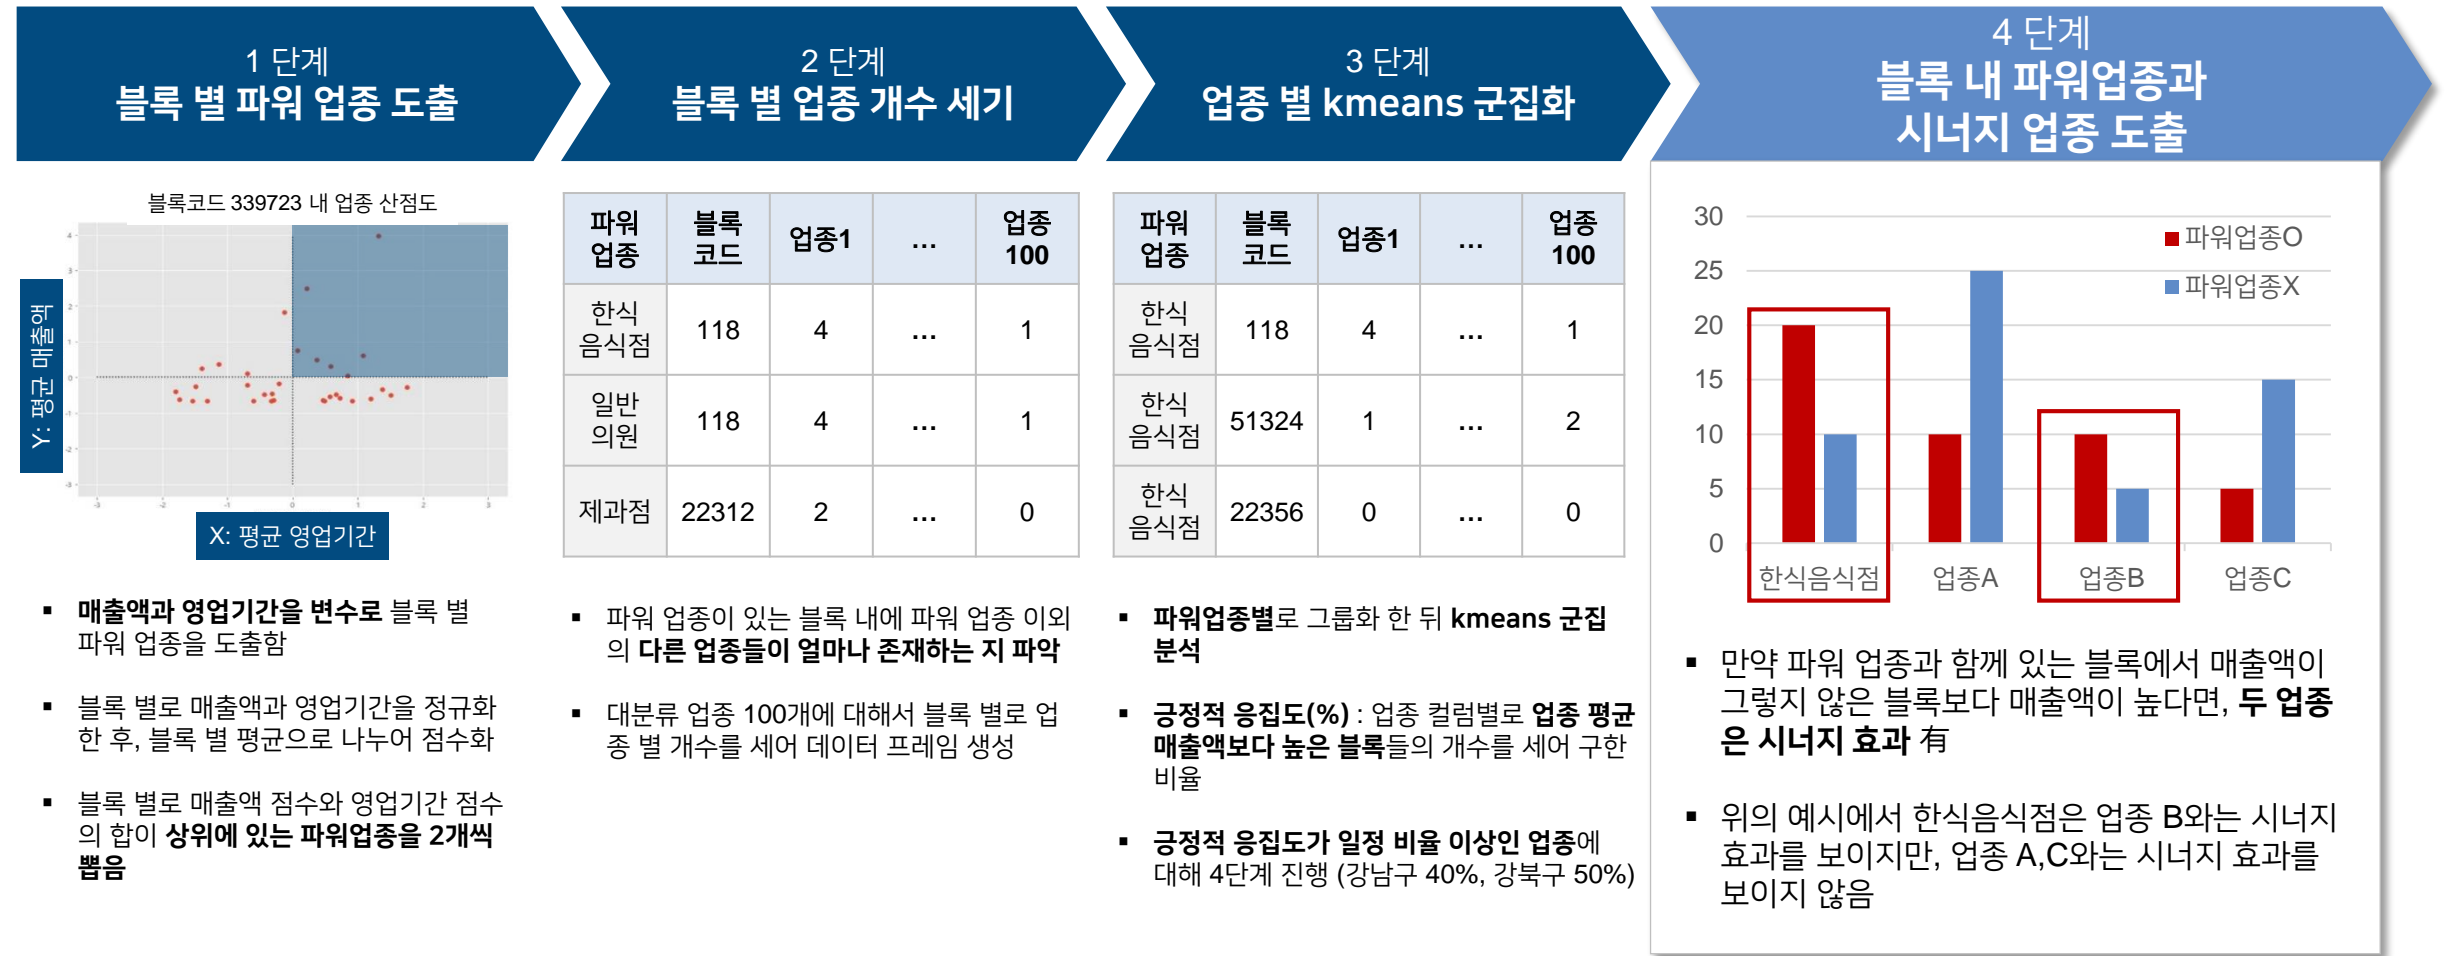 1 단계
블록 별 파워 업종 도출
2 단계
블록 별 업종 개수 세기
3 단계
업종 별 kmeans 군집화
4 단계
블록 내 파워업종과
시너지 업종 도출
블록코드 339723 내 업종 산점도
4
3
2
1
0
-1
-2
-3
-3
-2
-1
0
1
2
3
Y: 평균 매출액
X: 평균 영업기간
매출액과 영업기간을 변수로 블록 별
파워 업종을 도출함
블록 별로 매출액과 영업기간을 정규화
한 후, 블록 별 평균으로 나누어 점수화
블록 별로 매출액 점수와 영업기간 점수
의 합이 상위에 있는 파워업종을 2개씩
뽑음
파워 업종 블록 코드 업종1 ... 업종 100
한식 음식점 118 4 ... 1
일반 의원 118 4 ... 1
제과점 22312 2 ... 0
파워 업종이 있는 블록 내에 파워 업종 이외
의 다른 업종들이 얼마나 존재하는 지 파악
대분류 업종 100개에 대해서 블록 별로 업
종 별 개수를 세어 데이터 프레임 생성
파워 업종 블록 코드 업종1 ... 업종 100
한식 음식점 118 4 ... 1
한식 음식점 51324 1 ... 2
한식 음식점 22356 0 ... 0
파워업종별로 그룹화 한 뒤 kmeans 군집
분석
긍정적 응집도(%) : 업종 컬럼별로 업종 평균
매출액보다 높은 블록들의 개수를 세어 구한
비율
긍정적 응집도가 일정 비율 이상인 업종에
대해 4단계 진행 (강남구 40%, 강북구 50%)
30
25
20
15
10
5
0
파워업종O
파워업종X
한식음식점 업종A 업종B 업종C
만약 파워 업종과 함께 있는 블록에서 매출액이
그렇지 않은 블록보다 매출액이 높다면, 두 업종
은 시너지 효과 有
위의 예시에서 한식음식점은 업종 B와는 시너지
효과를 보이지만, 업종 A,C와는 시너지 효과를
보이지 않음